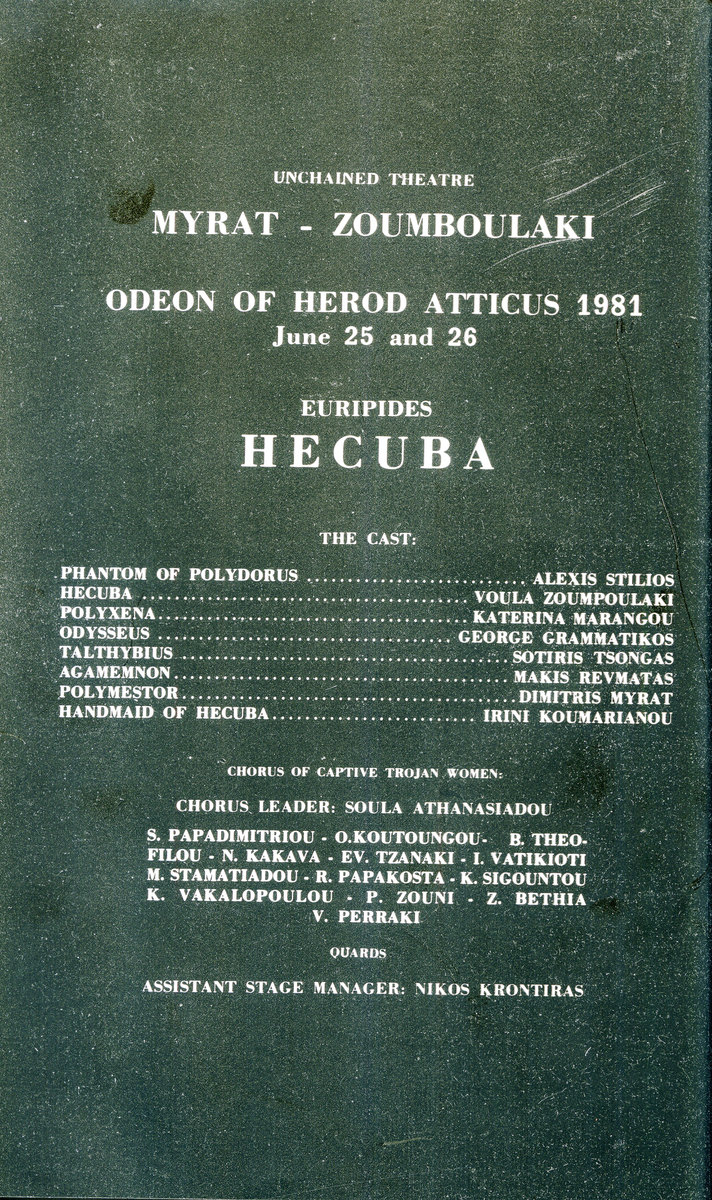 UNCHAINED THEATRE
MYRAT - ZOUMBOULAKI
ODEON OF HEROD ATTICUS 1981
June 25 and 26
EURIPIDES
HECUBA
THE CAST:
PHANTOM OF POLYDORUS ............................ ALEXIS STILIOS
HECUBA .......................................... VOULA ZOUMPOULAKI
POLYXENA........................................ KATERINA MARANGOU
ODYSSEUS ...................................... GEORGE GRAMMATIKOS
TALTHYBIUS........................................... SOTIRIS TSONGAS
AGAMEMNON........................................... MAKIS REVMATAS
POLYMESTOR........................................... DIMITRIS MYRAT
HANDMAID OF HECUBA.......................... IRINI KOUMARIANOU
CHORUS OF CAPTIVE TROJAN WOMEN:
CHORUS LEADER: SOULA ATHANASIADOU
S. PAPADIMITRIOU - O.KOUTOUNGOU- B. THEO-
FILOU - N. KAKAVA - EV. TZANAKI - I. VATIKIOTI
M. STAMATIADOU - R. PAPAKOSTA - K. SIGOUNTOU
K. VAKALOPOULOU - P. ZOUNI - Z. BETHIA
V. PERRAKI
QUARDS
ASSISTANT STAGE MANAGER: NIKOS KRONTIRAS